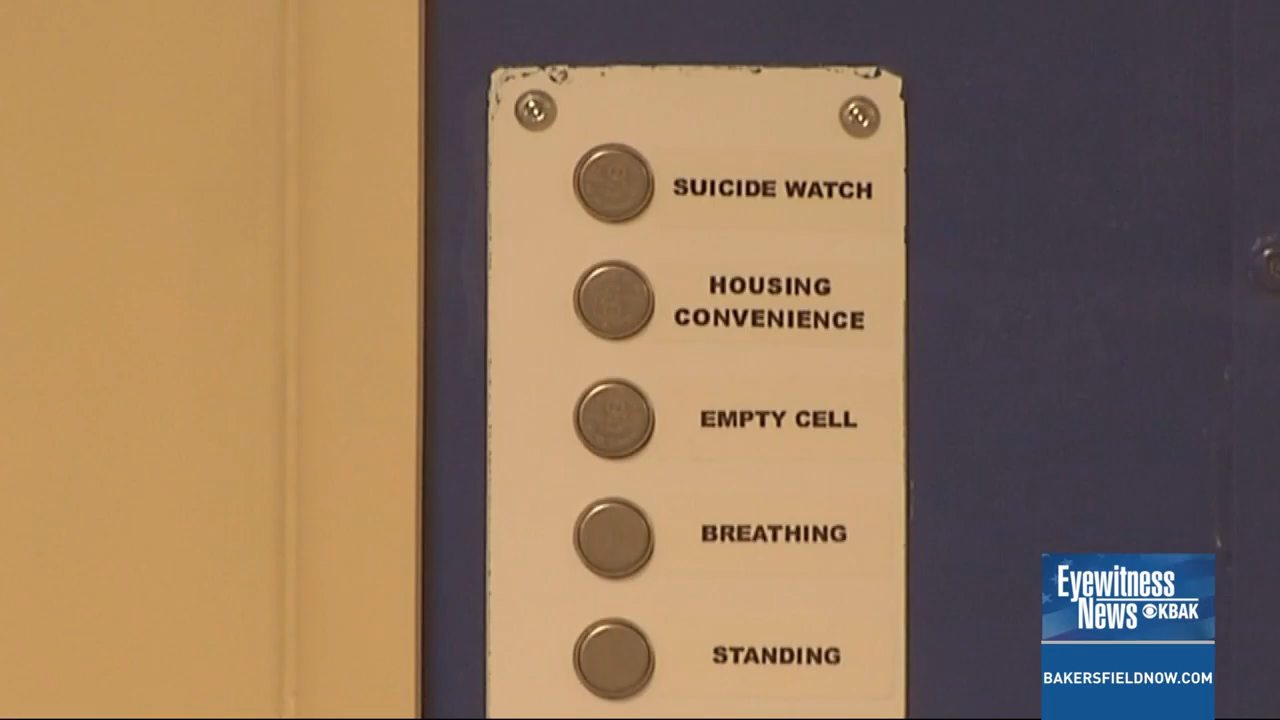 SUICIDE WATCH
HOUSING
CONVENIENCE
EMPTY CELL
BREATHING
STANDING
Eyewitness
News KBAK
BAKERSFIELDNOW.COM